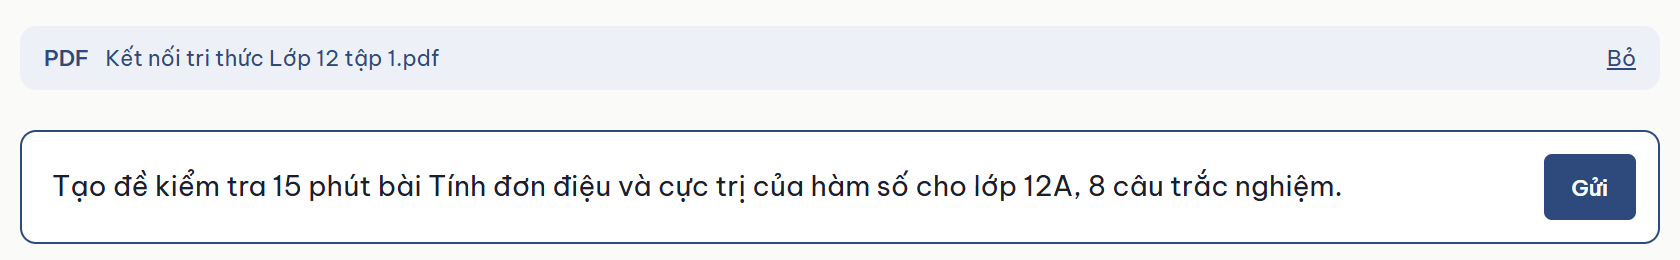 PDF Kết nối tri thức Lớp 12 tập 1.pdf Bỏ
Tạo đề kiểm tra 15 phút bài Tính đơn điệu và cực trị của hàm số cho lớp 12A, 8 câu trắc nghiệm. Gửi